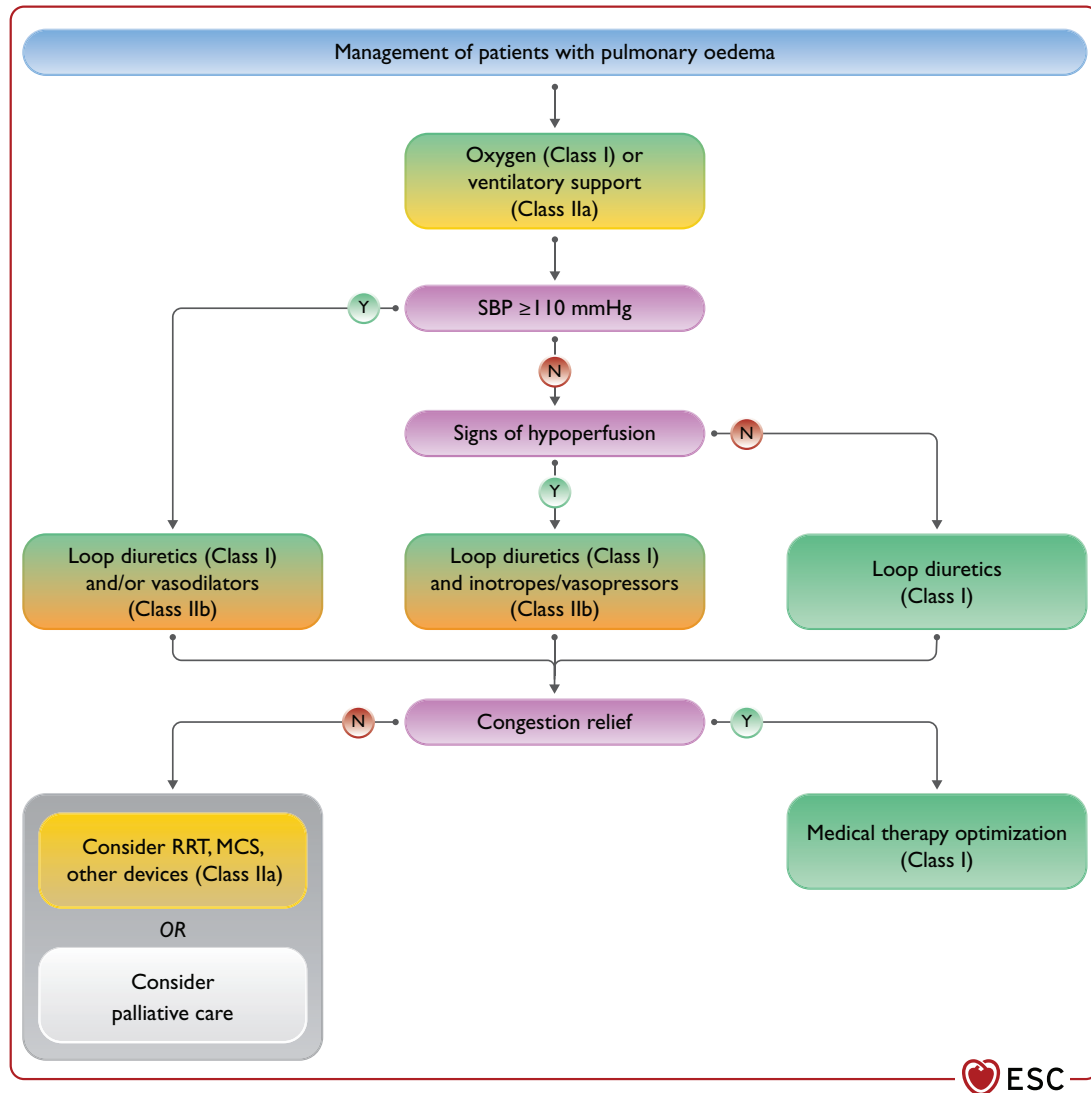 Management of patients with pulmonary oedema
Oxygen (Class I) or
ventilatory support
(Class IIa)
Y
SBP ≥110 mmHg
N
Signs of hypoperfusion
N
Y
Loop diuretics (Class I)
and/or vasodilators
(Class IIb)
Loop diuretics (Class I)
and inotropes/vasopressors
(Class IIb)
Loop diuretics
(Class I)
N
Congestion relief
Y
Consider RRT, MCS,
other devices (Class IIa)
OR
Consider
palliative care
Medical therapy optimization
(Class I)
ESC